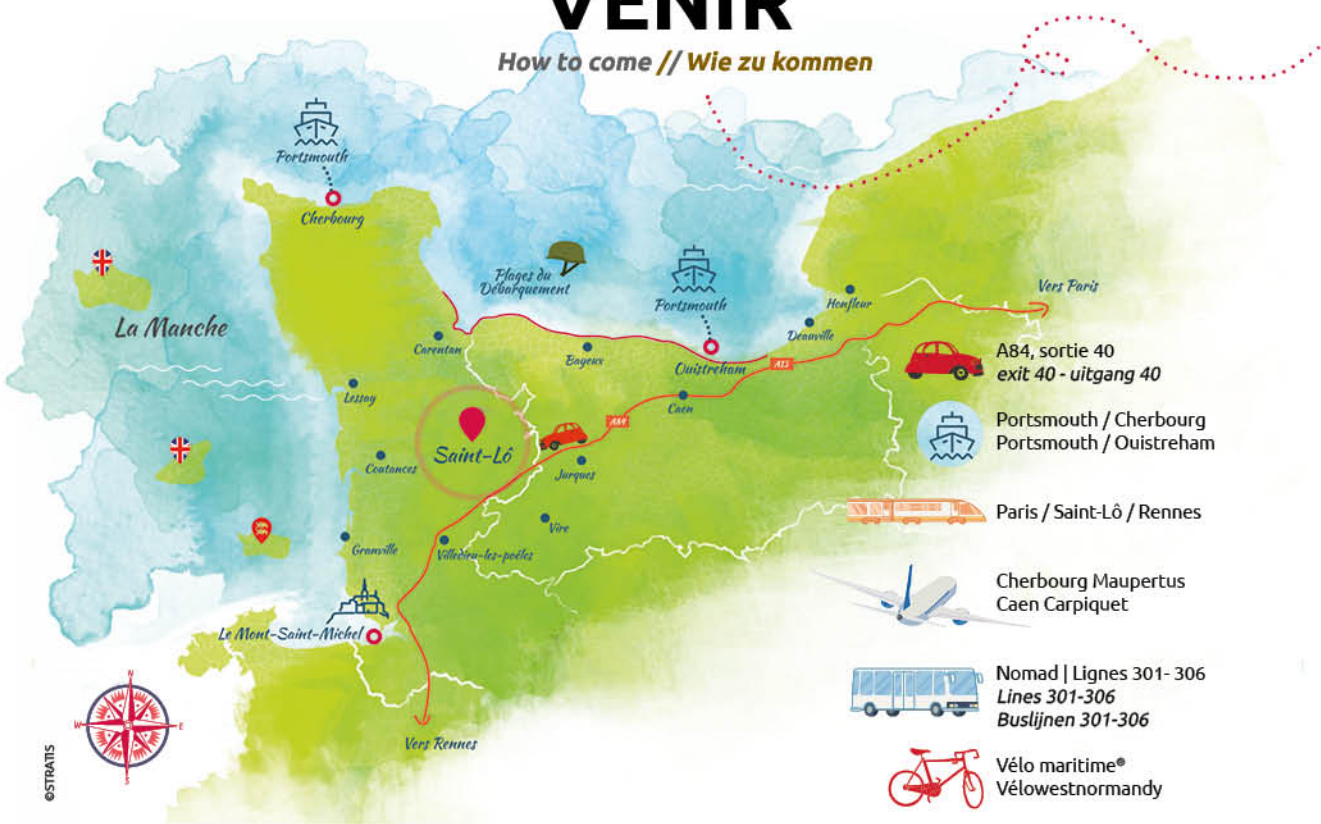 VENIR
How to come // Wie zu kommen
Portsmouth
Cherbourg
Plages du
Débarquement
Portsmouth
Vers Paris
Honfleur
La Manche
Deauville
Carentan
Bayeux
Ouistreham
A13
A84, sortie 40
exit 40 - uitgang 40
Lessay
Caen
A84
Portsmouth / Cherbourg
Portsmouth / Ouistreham
Saint-Lô
Coutances
Jurques
Paris / Saint-Lô / Rennes
Vire
Granville
Villedieu-les-poêles
Cherbourg Maupertus
Caen Carpiquet
Le Mont-Saint-Michel
N
W
E
S
Nomad | Lignes 301- 306
Lines 301-306
Buslijnen 301-306
Vers Rennes
Vélo maritime®
Vélowestnormandy
©STRATIS